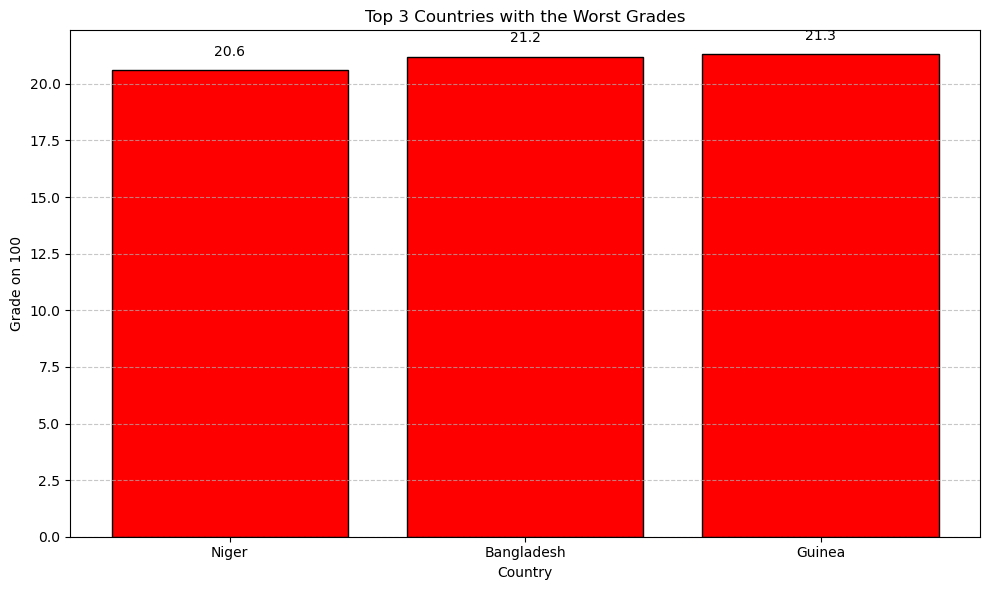 Top 3 Countries with the Worst Grades
20.6
21.2
21.3
Grade on 100
20.0
17.5
15.0
12.5
10.0
7.5
5.0
2.5
0.0
Niger
Bangladesh
Guinea
Country